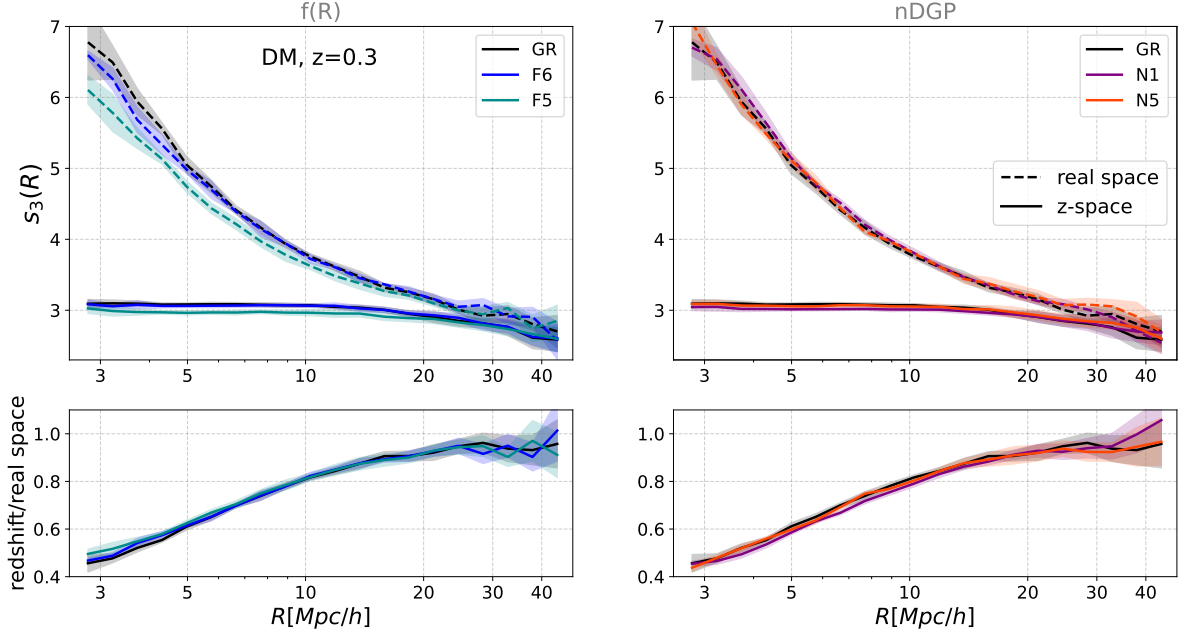 f(R)
nDGP
DM, z=0.3
GR
F6
F5
GR
N1
N5
real space
z-space
s₃(R)
7
6
5
4
3
3
5
10
20
30
40
7
6
5
4
3
3
5
10
20
30
40
redshift/real space
1.0
0.8
0.6
0.4
3
5
10
20
30
40
R[Mpc/h]
1.0
0.8
0.6
0.4
3
5
10
20
30
40
R[Mpc/h]